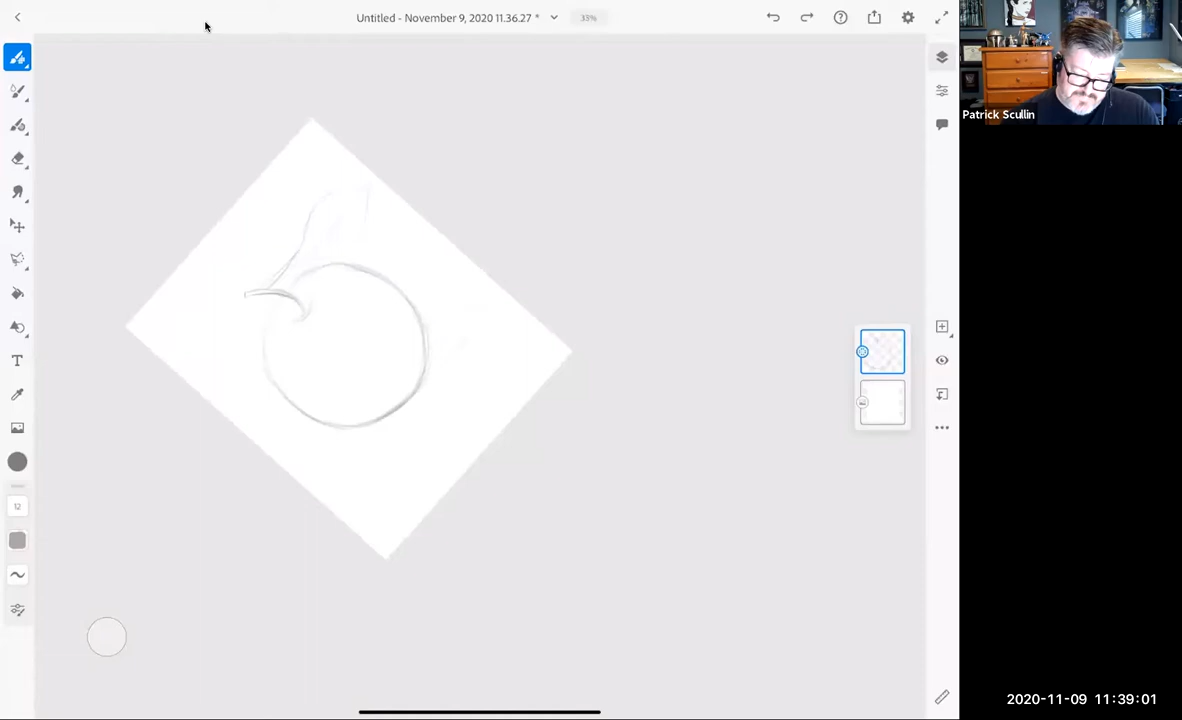 Untitled - November 9, 2020 11.36.27 *
33%
Patrick Scullin
T
12
2020-11-09 11:39:01